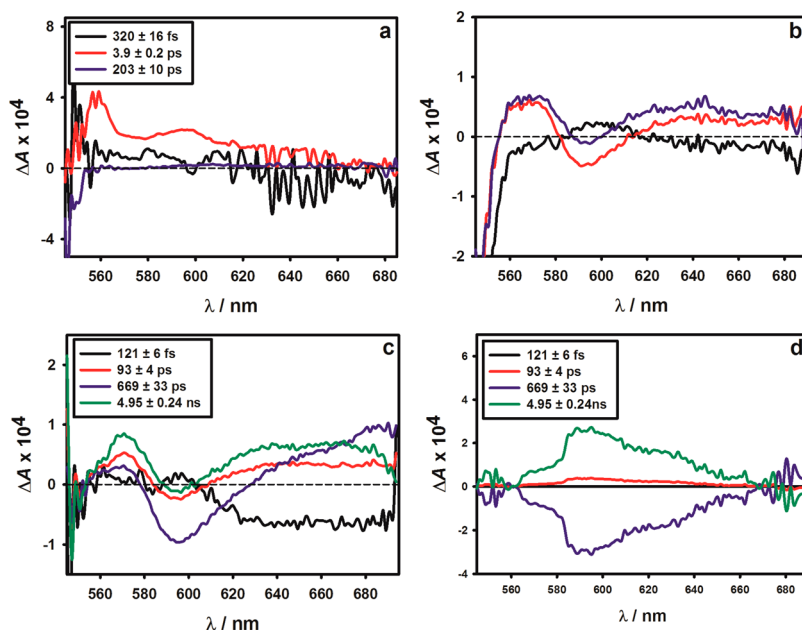 a
320 ± 16 fs
3.9 ± 0.2 ps
203 ± 10 ps
ΔA x 10⁴
8
4
0
-4
560 580 600 620 640 660 680
λ / nm
b
ΔA x 10⁴
2
1
0
-1
-2
560 580 600 620 640 660 680
λ / nm
c
121 ± 6 fs
93 ± 4 ps
669 ± 33 ps
4.95 ± 0.24 ns
ΔA x 10⁴
2
1
0
-1
560 580 600 620 640 660 680
λ / nm
d
121 ± 6 fs
93 ± 4 ps
669 ± 33 ps
4.95 ± 0.24ns
ΔA x 10⁴
6
4
2
0
-2
-4
560 580 600 620 640 660 680
λ / nm